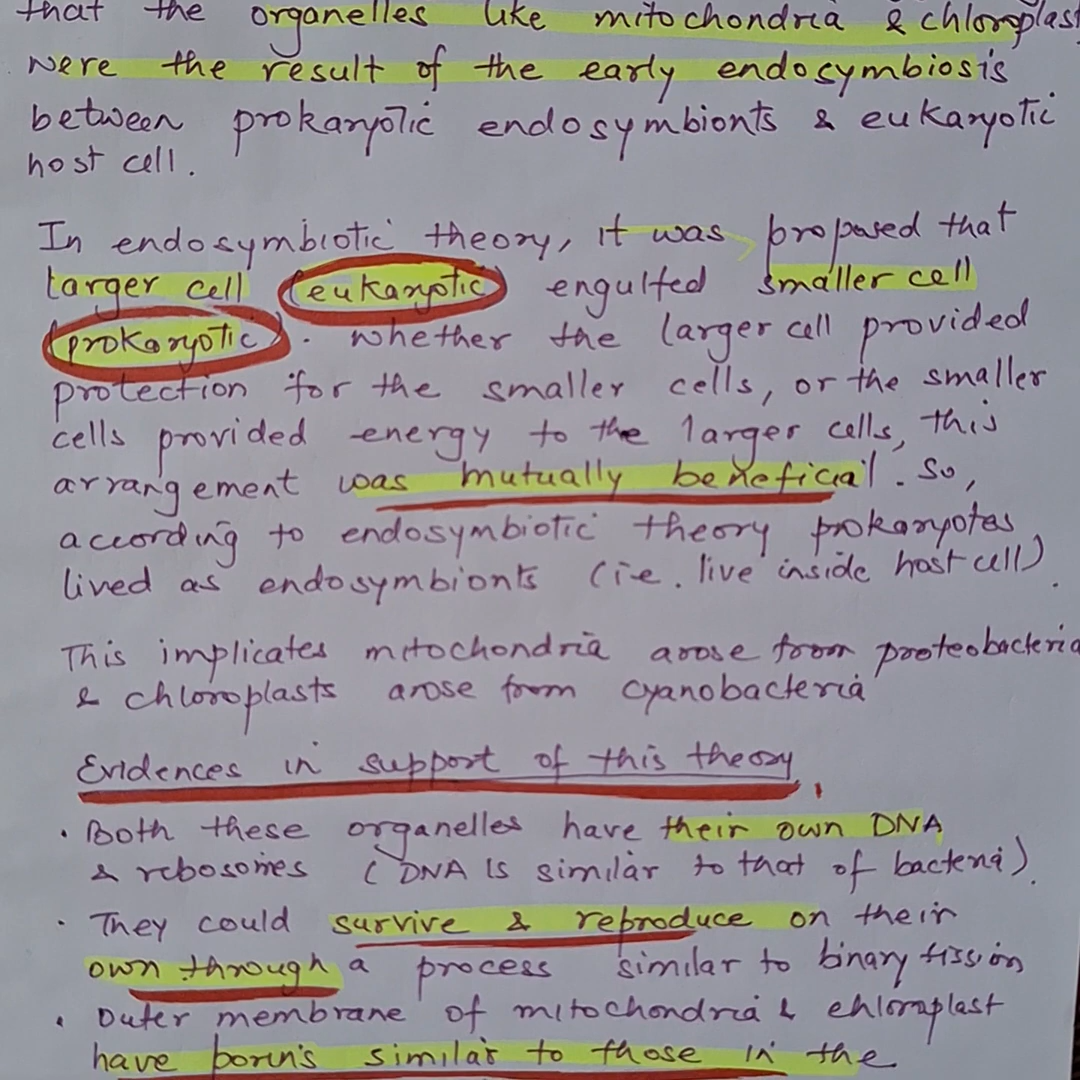 that the organelles like mitochondria & chloroplast
were the result of the early endosymbiosis
between prokaryotic endosymbionts & eukaryotic
host cell.
In endosymbiotic theory, it was proposed that
larger cell (eukaryotic) engulfed smaller cell
(prokaryotic). whether the larger cell provided
protection for the smaller cells, or the smaller
cells provided energy to the larger cells, this
arrangement was mutually beneficial. So,
according to endosymbiotic theory prokaryotes
lived as endosymbionts (i.e. live inside host cell).
This implicates mitochondria arose from proteobacteria
& chloroplasts arose from cyanobacteria
Evidences in support of this theory
• Both these organelles have their own DNA
& rebosomes (DNA is similar to that of bacteria).
• They could survive & reproduce on their
own through a process similar to binary fission
• Outer membrane of mitochondria & chloroplast
have porins similar to those in the